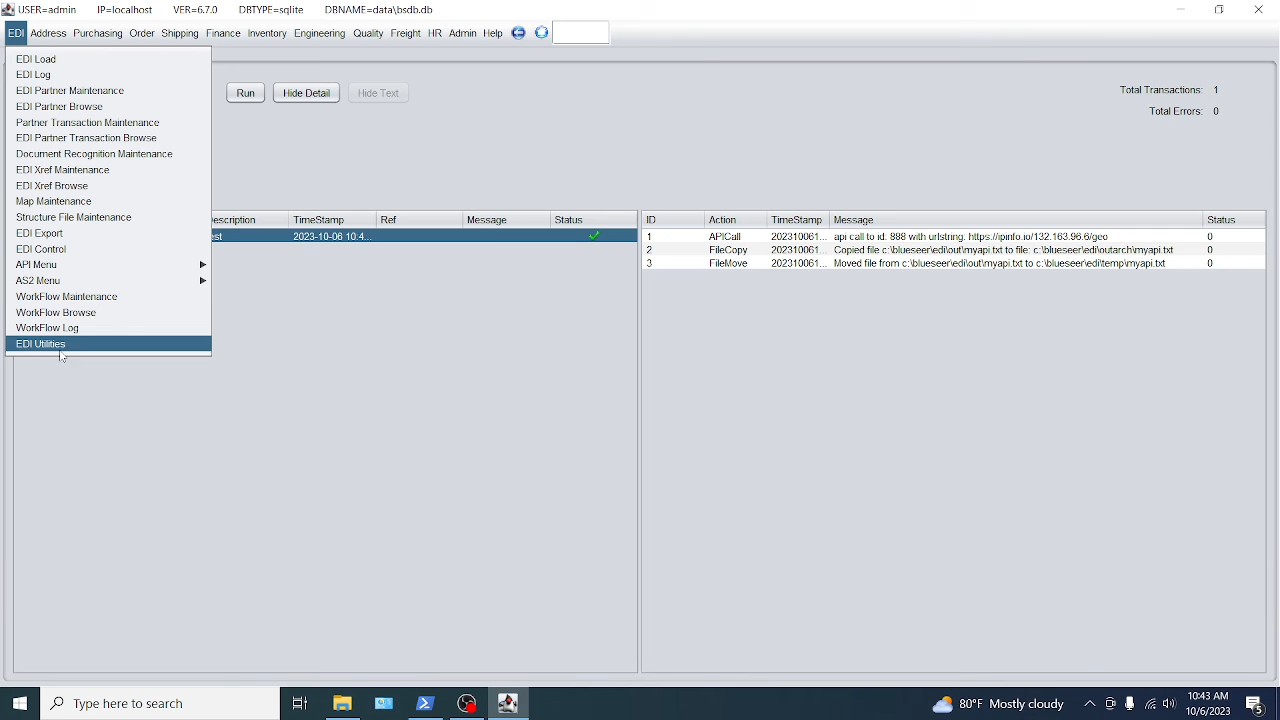 USER=admin IP=localhost VER=6.7.0 DBTYPE=sqlite DBNAME=data\bsdb.db
EDI Address Purchasing Order Shipping Finance Inventory Engineering Quality Freight HR Admin Help
EDI Load
EDI Log
EDI Partner Maintenance
EDI Partner Browse
Partner Transaction Maintenance
EDI Partner Transaction Browse
Document Recognition Maintenance
EDI Xref Maintenance
EDI Xref Browse
Map Maintenance
Structure File Maintenance
EDI Export
EDI Control
API Menu
AS2 Menu
WorkFlow Maintenance
WorkFlow Browse
WorkFlow Log
EDI Utilities
Run Hide Detail Hide Text
Total Transactions: 1
Total Errors: 0
escription TimeStamp Ref Message Status
est 2023-10-06 10:4...
ID Action TimeStamp Message Status
1 APICall 202310061... api call to id: 888 with urlstring: https://ipinfo.io/132.163.96.6/geo 0
2 FileCopy 202310061... Copied file c:\blueseer\edi\out\myapi.txt to file: c:\blueseer\edi\outarch\myapi.txt 0
3 FileMove 202310061... Moved file from c:\blueseer\edi\out\myapi.txt to c:\blueseer\edi\temp\myapi.txt 0
Type here to search
80°F Mostly cloudy
10:43 AM
10/6/2023